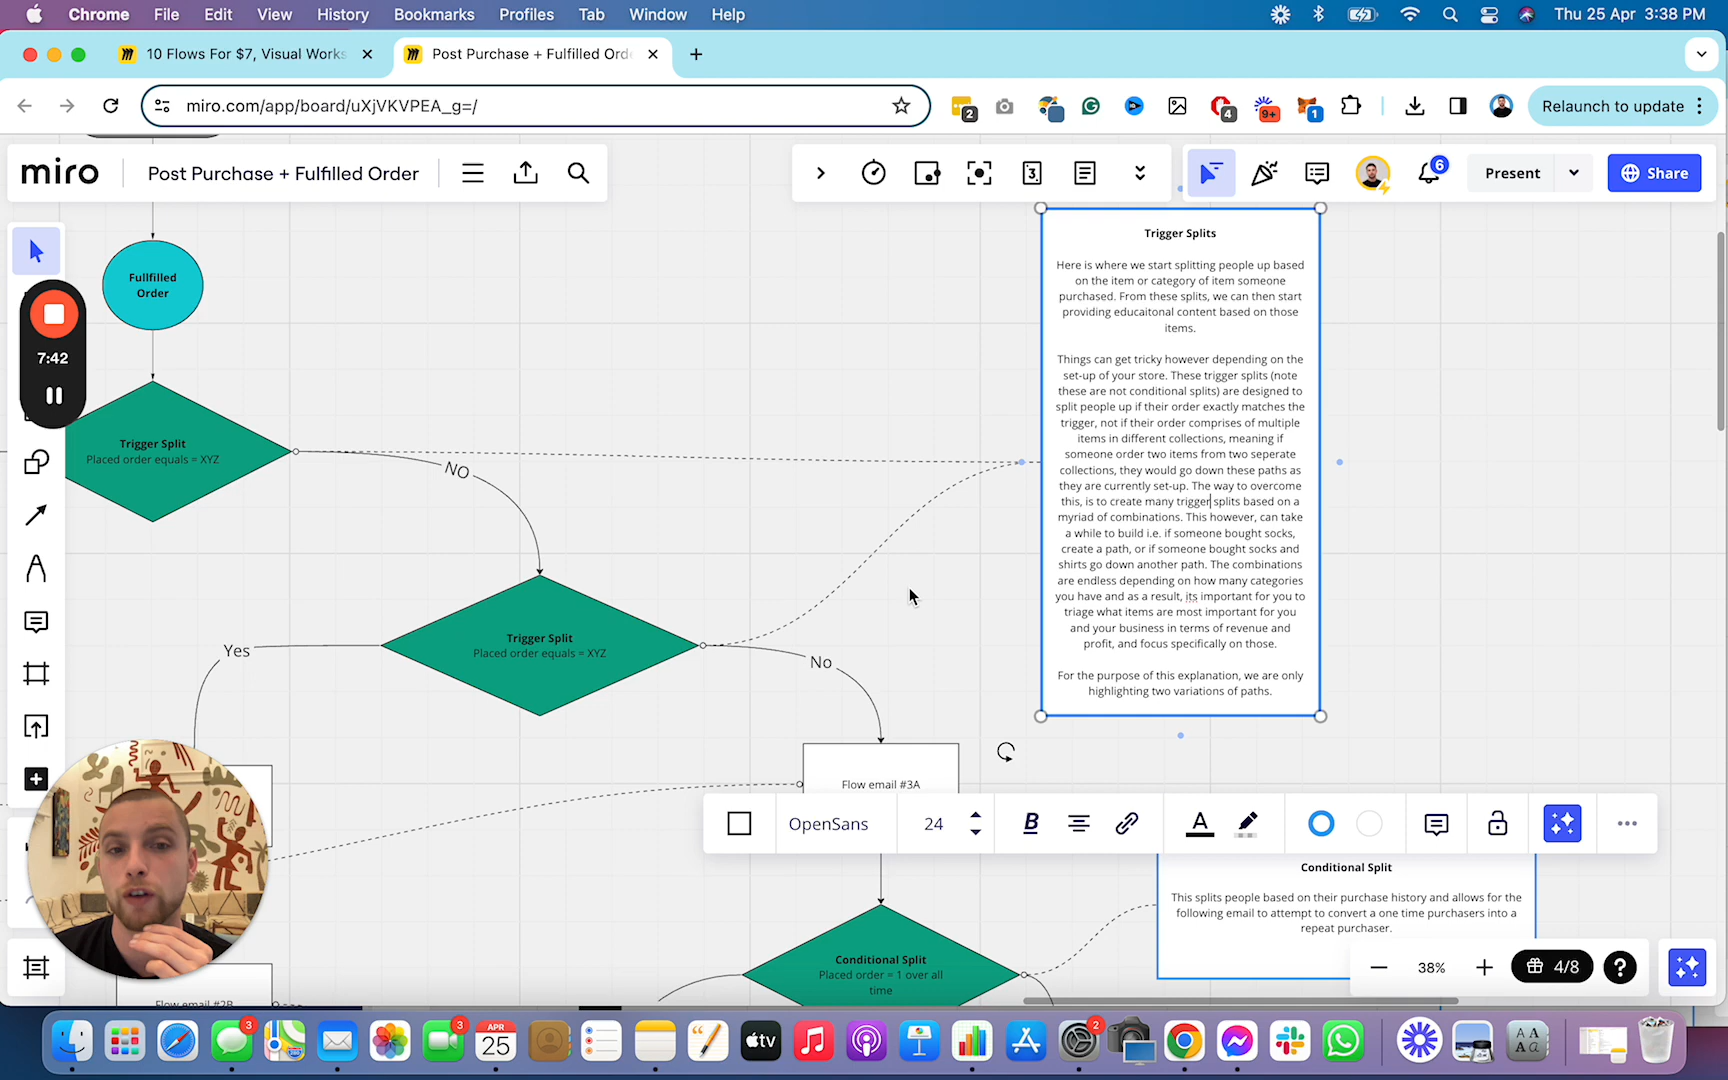 Chrome File Edit View History Bookmarks Profiles Tab Window Help Thu 25 Apr 3:38 PM
10 Flows For $7, Visual Works
Post Purchase + Fulfilled Orde
miro.com/app/board/uXjVKVPEA_g=/
2
4
9+
1
Relaunch to update
miro
Post Purchase + Fulfilled Order
3
6
Present
Share
Fullfilled
Order
7:42
Trigger Split
Placed order equals = XYZ
NO
Trigger Split
Placed order equals = XYZ
Yes
No
Flow email #3A
Trigger Splits
Here is where we start splitting people up based
on the item or category of item someone
purchased. From these splits, we can then start
providing educaitonal content based on those
items.
Things can get tricky however depending on the
set-up of your store. These trigger splits (note
these are not conditional splits) are designed to
split people up if their order exactly matches the
trigger, not if their order comprises of multiple
items in different collections, meaning if
someone order two items from two seperate
collections, they would go down these paths as
they are currently set-up. The way to overcome
this, is to create many trigger splits based on a
myriad of combinations. This however, can take
a while to build i.e. if someone bought socks,
create a path, or if someone bought socks and
shirts go down another path. The combinations
are endless depending on how many categories
you have and as a result, its important for you to
triage what items are most important for you
and your business in terms of revenue and
profit, and focus specifically on those.
For the purpose of this explanation, we are only
highlighting two variations of paths.
OpenSans 24 B A
Conditional Split
This splits people based on their purchase history and allows for the
following email to attempt to convert a one time purchasers into a
repeat purchaser.
Conditional Split
Placed order = 1 over all
time
Flow email #2B
38%
4/8
?
3
3
APR
25
tv
2